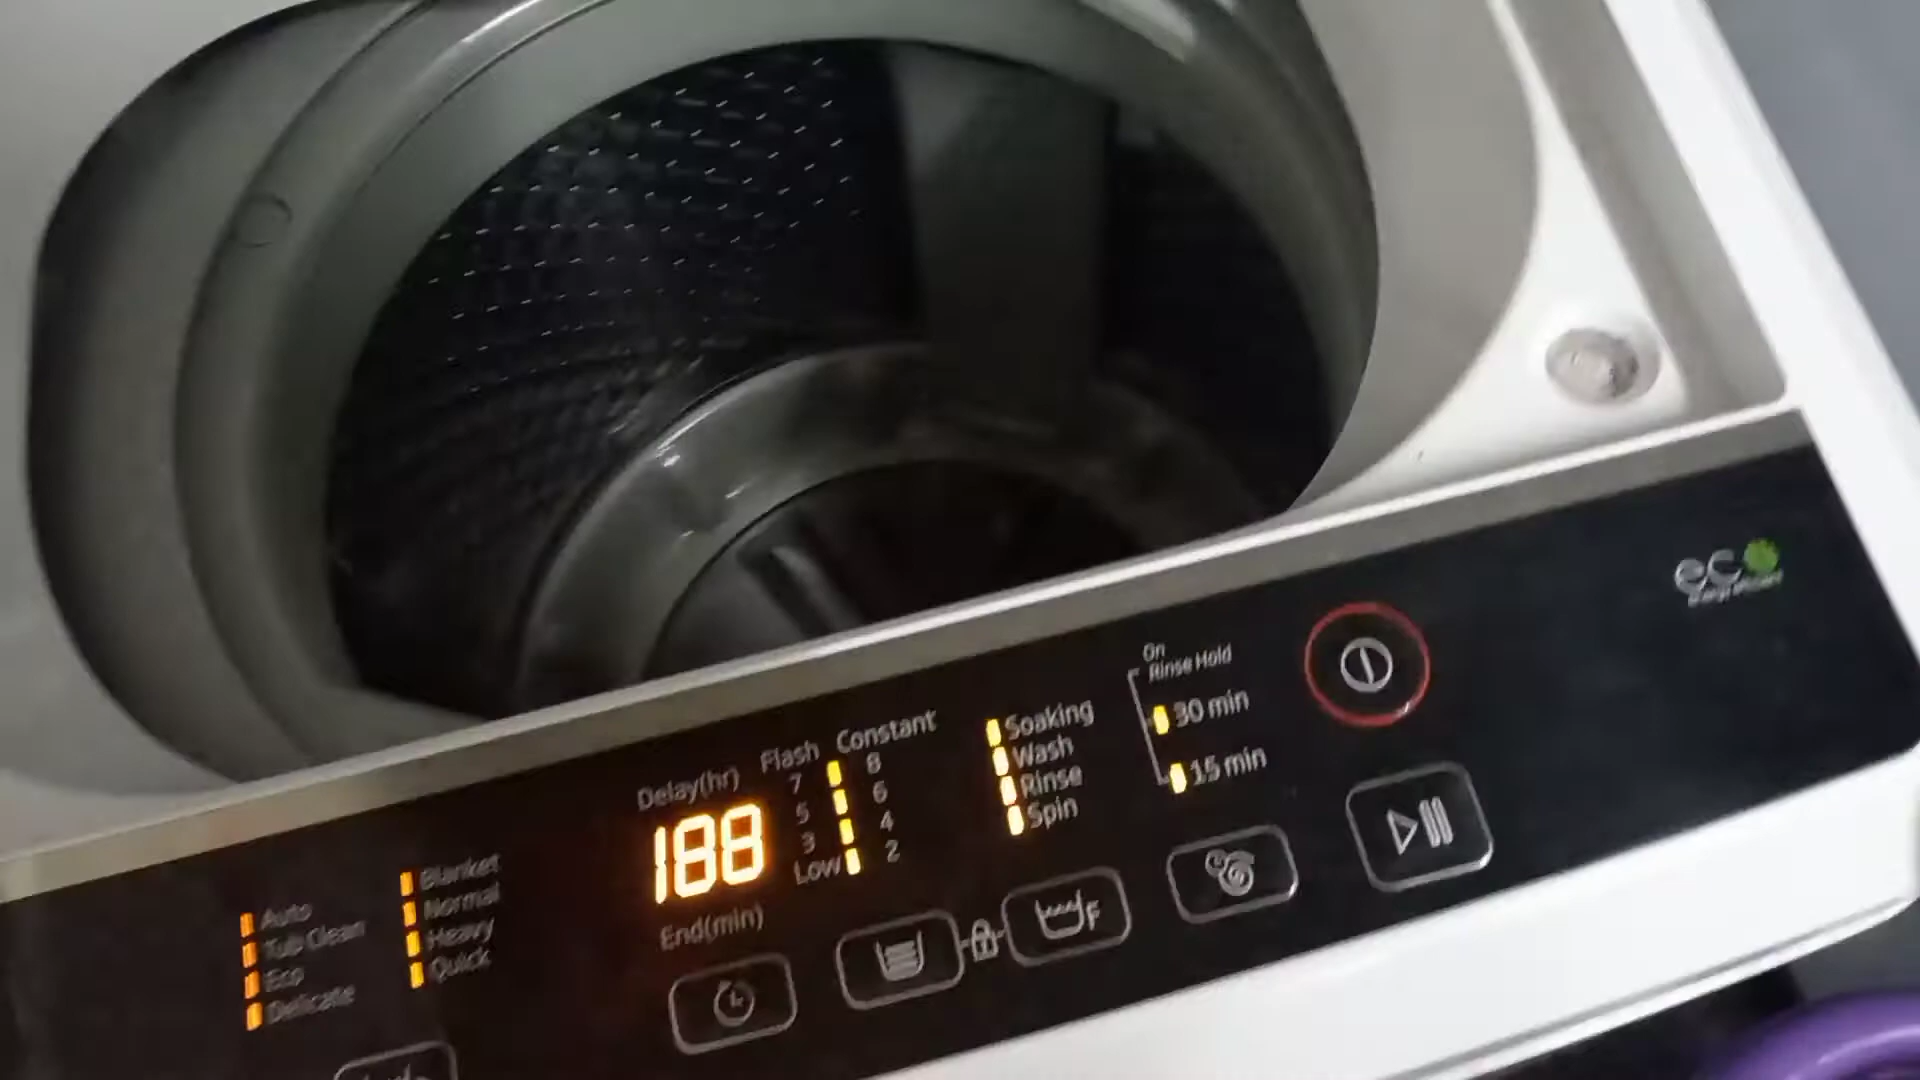 On
Rinse Hold
30 min
15 min
Soaking
Wash
Rinse
Spin
Flash Constant
7 8
5 6
3 4
Low 2
Delay(hr)
188
End(min)
Blanket
Normal
Heavy
Quick
Auto
Tub Clean
Eco
Delicate
F
eco